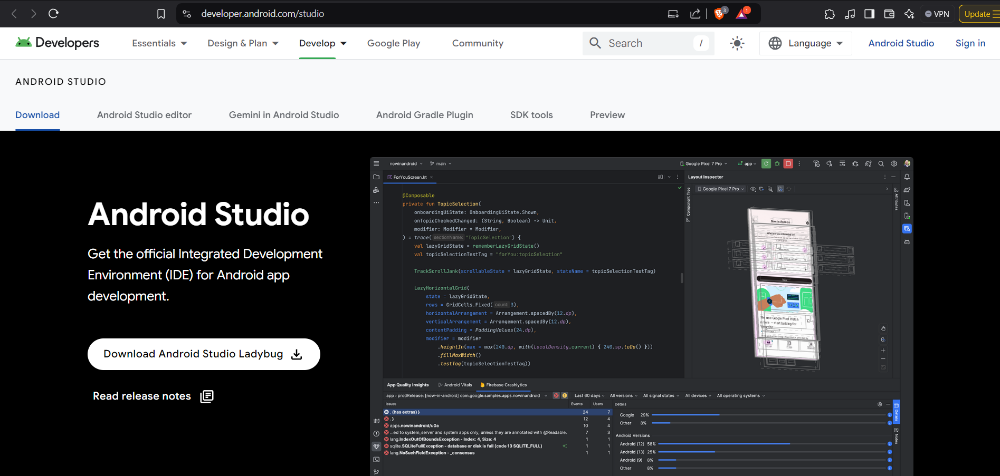 developer.android.com/studio
3
1
VPN
Update
Developers
Essentials
Design & Plan
Develop
Google Play
Community
Search
/
Language
Android Studio
Sign in
ANDROID STUDIO
Download
Android Studio editor
Gemini in Android Studio
Android Gradle Plugin
SDK tools
Preview
Android Studio
Get the official Integrated Development
Environment (IDE) for Android app
development.
Download Android Studio Ladybug
Read release notes
nowinandroid
main
Google Pixel 7 Pro
app
ForYouScreen.kt
@Composable
private fun TopicSelection(
onboardingUiState: OnboardingUiState.Shown,
onTopicCheckedChanged: (String, Boolean) -> Unit,
modifier: Modifier = Modifier,
) = trace( sectionName: "TopicSelection") {
val lazyGridState = rememberLazyGridState()
val topicSelectionTestTag = "forYou:topicSelection"
TrackScrollJank(scrollableState = lazyGridState, stateName = topicSelectionTestTag)
LazyHorizontalGrid(
state = lazyGridState,
rows = GridCells.Fixed( count: 3),
horizontalArrangement = Arrangement.spacedBy(12.dp),
verticalArrangement = Arrangement.spacedBy(12.dp),
contentPadding = PaddingValues(24.dp),
modifier = modifier
.heightIn(max = max(240.dp, with(LocalDensity.current) { 240.sp.toDp() }))
.fillMaxWidth()
.testTag(topicSelectionTestTag))
Layout Inspector
Google Pixel 7 Pro
Component Tree
Attributes
Now in Android
What are you interested in?
The new Google Pixel Watch
is here — start building for
Wear OS!
App Quality Insights
Android Vitals
Firebase Crashlytics
app › prodRelease: [now-in-android] com.google.samples.apps.nowinandroid
Last 60 days
All versions
All signal states
All devices
All operating systems
Issues
Events
Users
Details
. (has extras) }
24
7
. }
12
4
apps.nowinandroid/u0a
10
4
...ed to system_server and system apps only, unless they are annotated with @Readable.
7
3
lang.IndexOutOfBoundsException - Index: 4, Size: 4
1
1
sqlite.SQLiteFullException - database or disk is full (code 13 SQLITE_FULL)
1
1
lang.NoSuchFieldException - _consensus
1
1
Google 29%
Other 8%
Android Versions
Android (12) 58%
Android (13) 25%
Android (9) 8%
Other 8%
Details
Notes